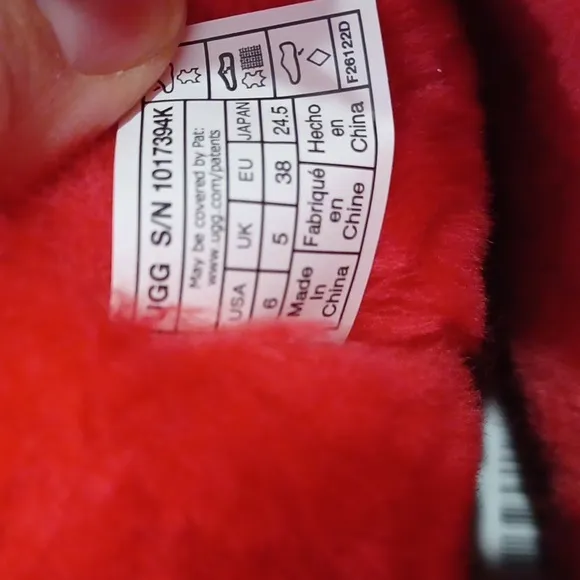 UGG S/N 1017394K
May be covered by Pat:
www.ugg.com/patents
USA UK EU JAPAN
6 5 38 24.5
Made In China
Fabriqué en Chine
Hecho en China
F26122D